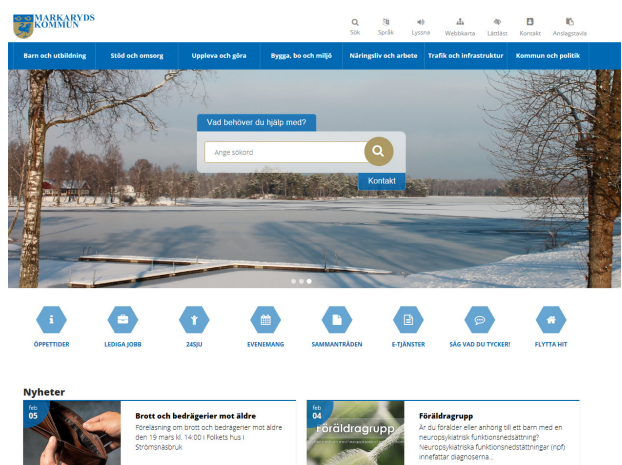 MARKARYDS
KOMMUN
Sök
Språk
Lyssna
Webbkarta
Lättläst
Kontakt
Anslagstavla
Barn och utbildning
Stöd och omsorg
Uppleva och göra
Bygga, bo och miljö
Näringsliv och arbete
Trafik och infrastruktur
Kommun och politik
Vad behöver du hjälp med?
Ange sökord
Kontakt
ÖPPETTIDER
LEDIGA JOBB
24SJU
EVENEMANG
SAMMANTRÄDEN
E-TJÄNSTER
SÄG VAD DU TYCKER!
FLYTTA HIT
Nyheter
feb
05
Brott och bedrägerier mot äldre
Föreläsning om brott och bedrägerier mot äldre
den 19 mars kl. 14:00 i Folkets hus i
Strömsnäsbruk
feb
04
föräldragrupp
Föräldragrupp
Är du förälder eller anhörig till ett barn med en
neuropsykiatrisk funktionsnedsättning?
Neuropsykiatriska funktionsnedsättningar (npf)
innefattar diagnoserna...